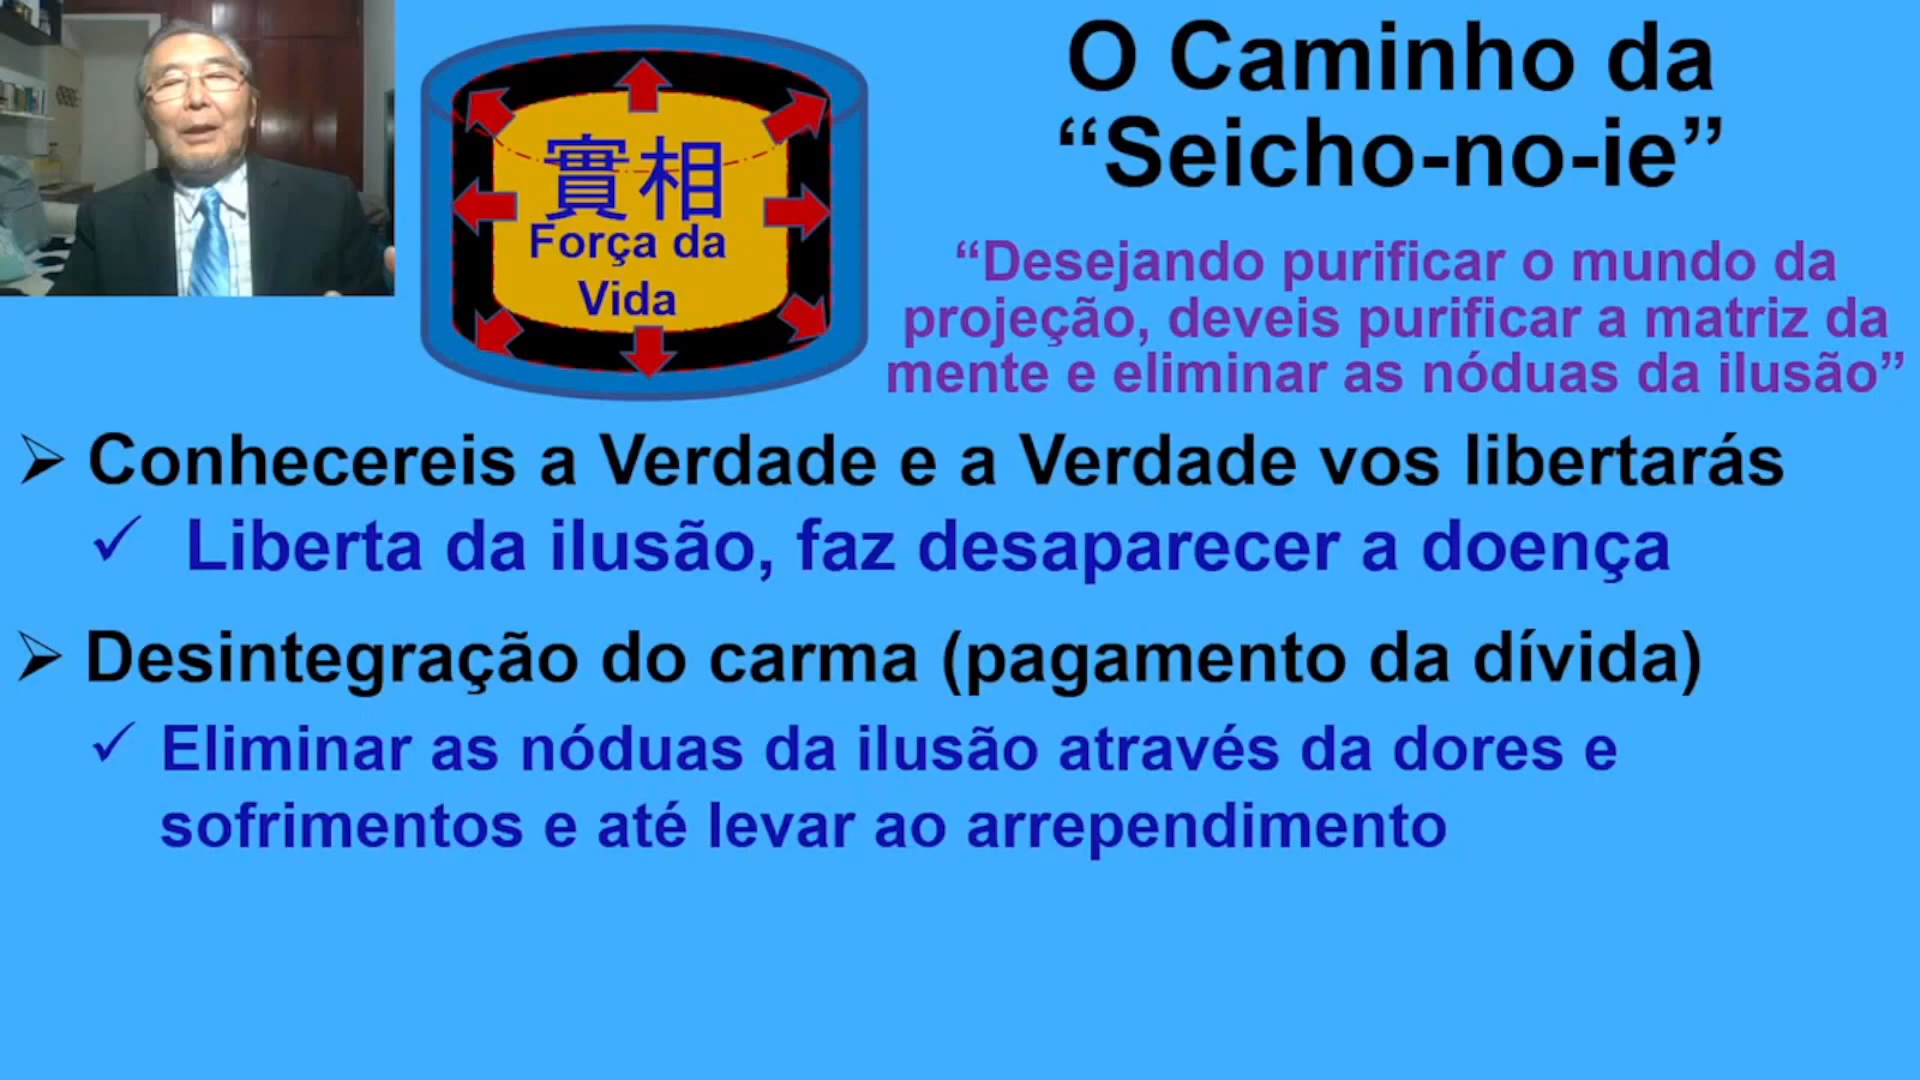 O Caminho da
“Seicho-no-ie”
實相
Força da
Vida
“Desejando purificar o mundo da
projeção, deveis purificar a matriz da
mente e eliminar as nóduas da ilusão”
Conhecereis a Verdade e a Verdade vos libertarás
Liberta da ilusão, faz desaparecer a doença
Desintegração do carma (pagamento da dívida)
Eliminar as nóduas da ilusão através da dores e
sofrimentos e até levar ao arrependimento